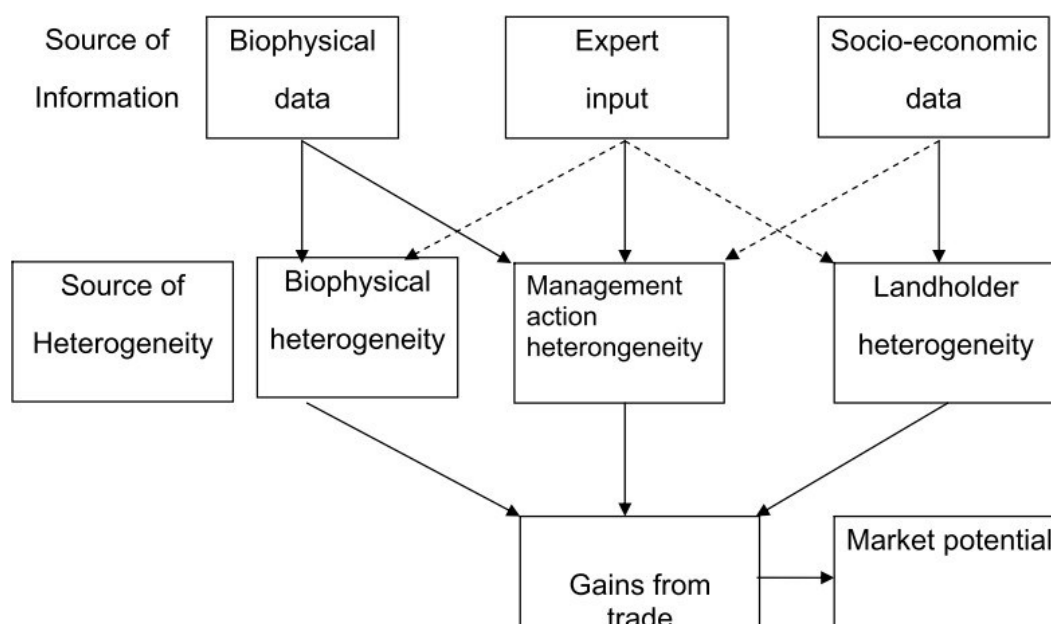 Source of
Information
Biophysical
data
Expert
input
Socio-economic
data
Source of
Heterogeneity
Biophysical
heterogeneity
Management
action
heterongeneity
Landholder
heterogeneity
Gains from
trade
Market potential